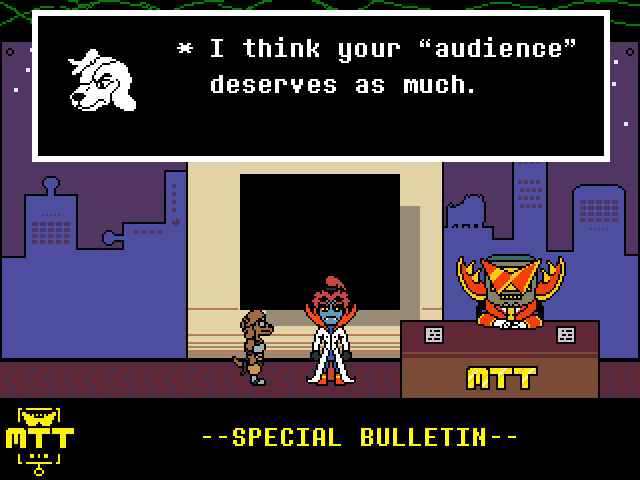 * I think your “audience”
deserves as much.
MTT
MTT
--SPECIAL BULLETIN--